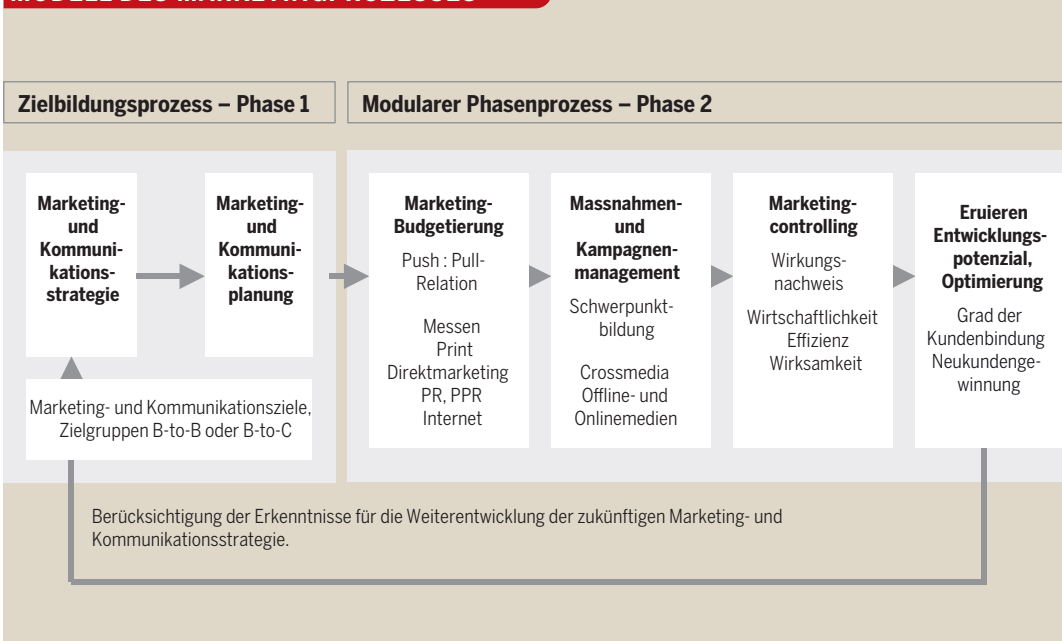 MODELL DES MARKETINGPROZESSES
Zielbildungsprozess – Phase 1
Modularer Phasenprozess – Phase 2
Marketing-
und
Kommuni-
kations-
strategie
Marketing-
und
Kommuni-
kations-
planung
Marketing- und Kommunikationsziele,
Zielgruppen B-to-B oder B-to-C
Marketing-
Budgetierung
Push : Pull-
Relation
Messen
Print
Direktmarketing
PR, PPR
Internet
Massnahmen-
und
Kampagnen-
management
Schwerpunkt-
bildung
Crossmedia
Offline- und
Onlinemedien
Marketing-
controlling
Wirkungs-
nachweis
Wirtschaftlichkeit
Effizienz
Wirksamkeit
Eruieren
Entwicklungs-
potenzial,
Optimierung
Grad der
Kundenbindung
Neukundenge-
winnung
Berücksichtigung der Erkenntnisse für die Weiterentwicklung der zukünftigen Marketing- und
Kommunikationsstrategie.